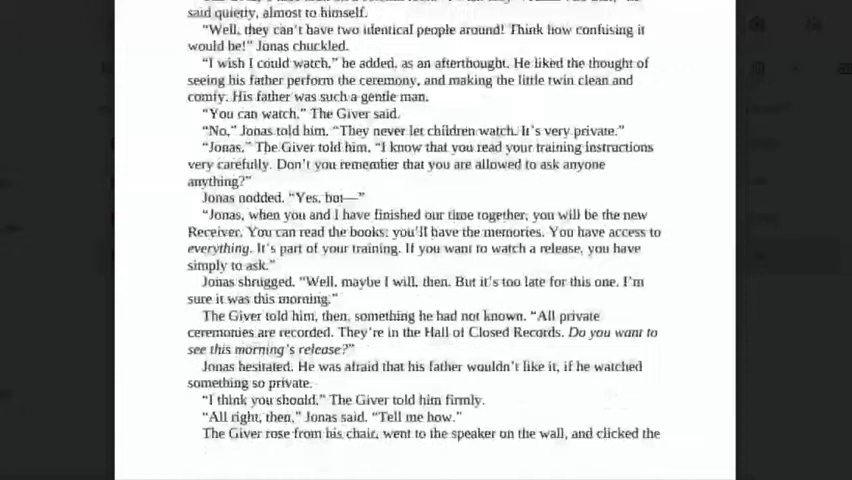 said quietly, almost to himself.
“Well, they can’t have two identical people around! Think how confusing it
would be!” Jonas chuckled.
“I wish I could watch,” he added, as an afterthought. He liked the thought of
seeing his father perform the ceremony, and making the little twin clean and
comfy. His father was such a gentle man.
“You can watch,” The Giver said.
“No,” Jonas told him. “They never let children watch. It’s very private.”
“Jonas,” The Giver told him, “I know that you read your training instructions
very carefully. Don’t you remember that you are allowed to ask anyone
anything?”
Jonas nodded. “Yes, but—”
“Jonas, when you and I have finished our time together, you will be the new
Receiver. You can read the books; you’ll have the memories. You have access to
everything. It’s part of your training. If you want to watch a release, you have
simply to ask.”
Jonas shrugged. “Well, maybe I will, then. But it’s too late for this one. I’m
sure it was this morning.”
The Giver told him, then, something he had not known. “All private
ceremonies are recorded. They’re in the Hall of Closed Records. Do you want to
see this morning’s release?”
Jonas hesitated. He was afraid that his father wouldn’t like it, if he watched
something so private.
“I think you should,” The Giver told him firmly.
“All right, then,” Jonas said. “Tell me how.”
The Giver rose from his chair, went to the speaker on the wall, and clicked the